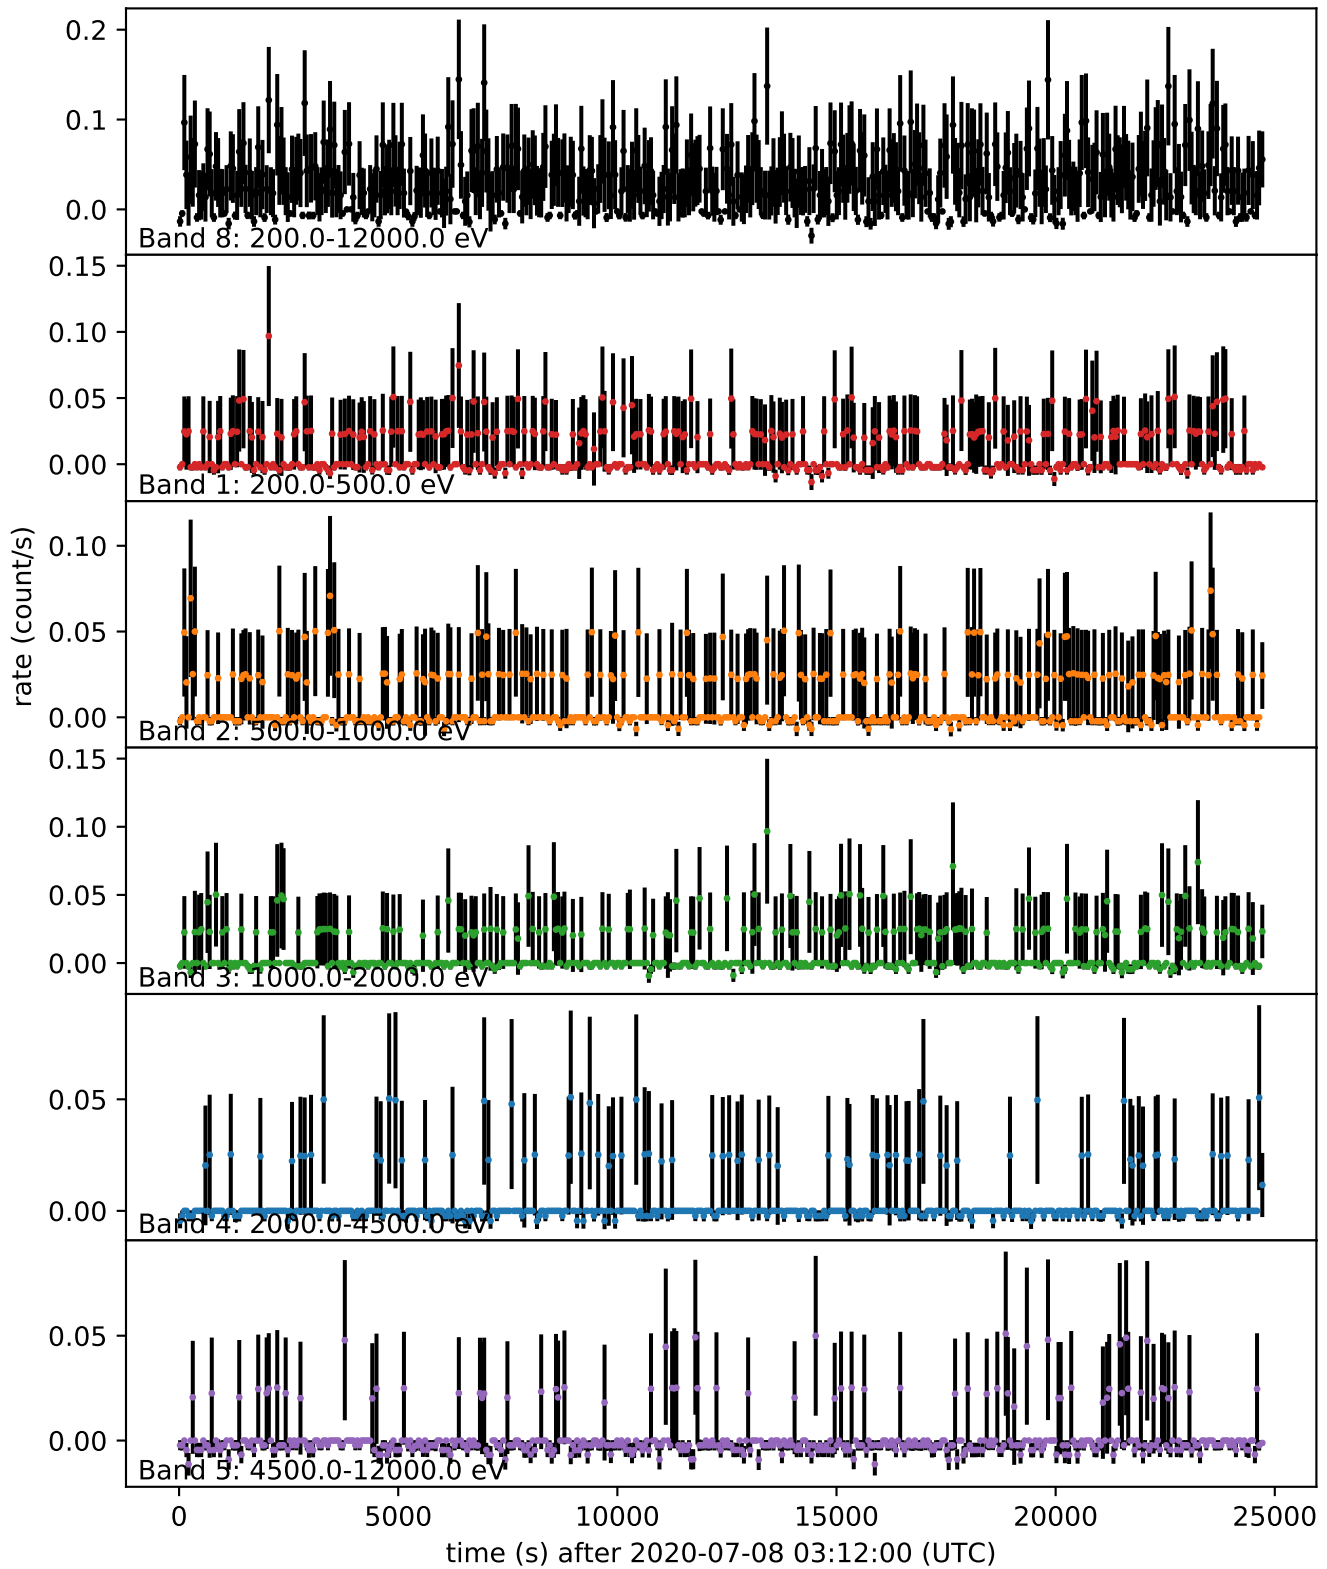 0.2
0.1
0.0
Band 8: 200.0-12000.0 eV
0.15
0.10
0.05
0.00
Band 1: 200.0-500.0 eV
rate (count/s)
0.10
0.05
0.00
Band 2: 500.0-1000.0 eV
0.15
0.10
0.05
0.00
Band 3: 1000.0-2000.0 eV
0.05
0.00
Band 4: 2000.0-4500.0 eV
0.05
0.00
Band 5: 4500.0-12000.0 eV
0 5000 10000 15000 20000 25000
time (s) after 2020-07-08 03:12:00 (UTC)